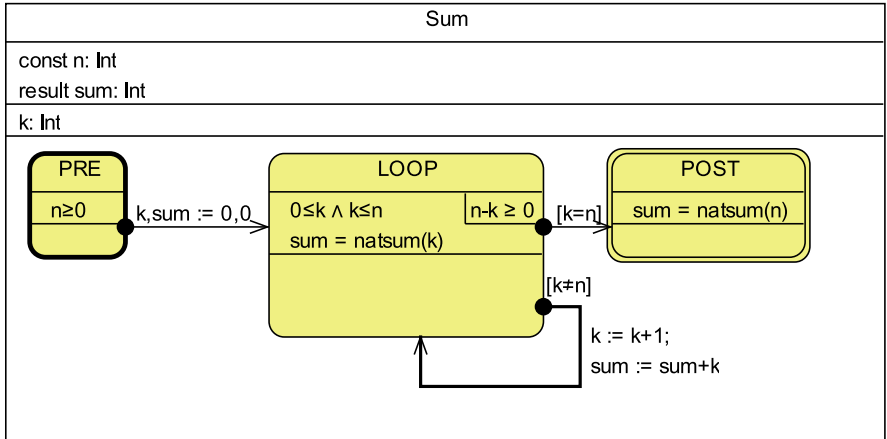 Sum
const n: Int
result sum: Int
k: Int
PRE
n≥0
k,sum := 0,0
LOOP
0≤k ∧ k≤n
n-k ≥ 0
sum = natsum(k)
[k=n]
POST
sum = natsum(n)
[k≠n]
k := k+1;
sum := sum+k